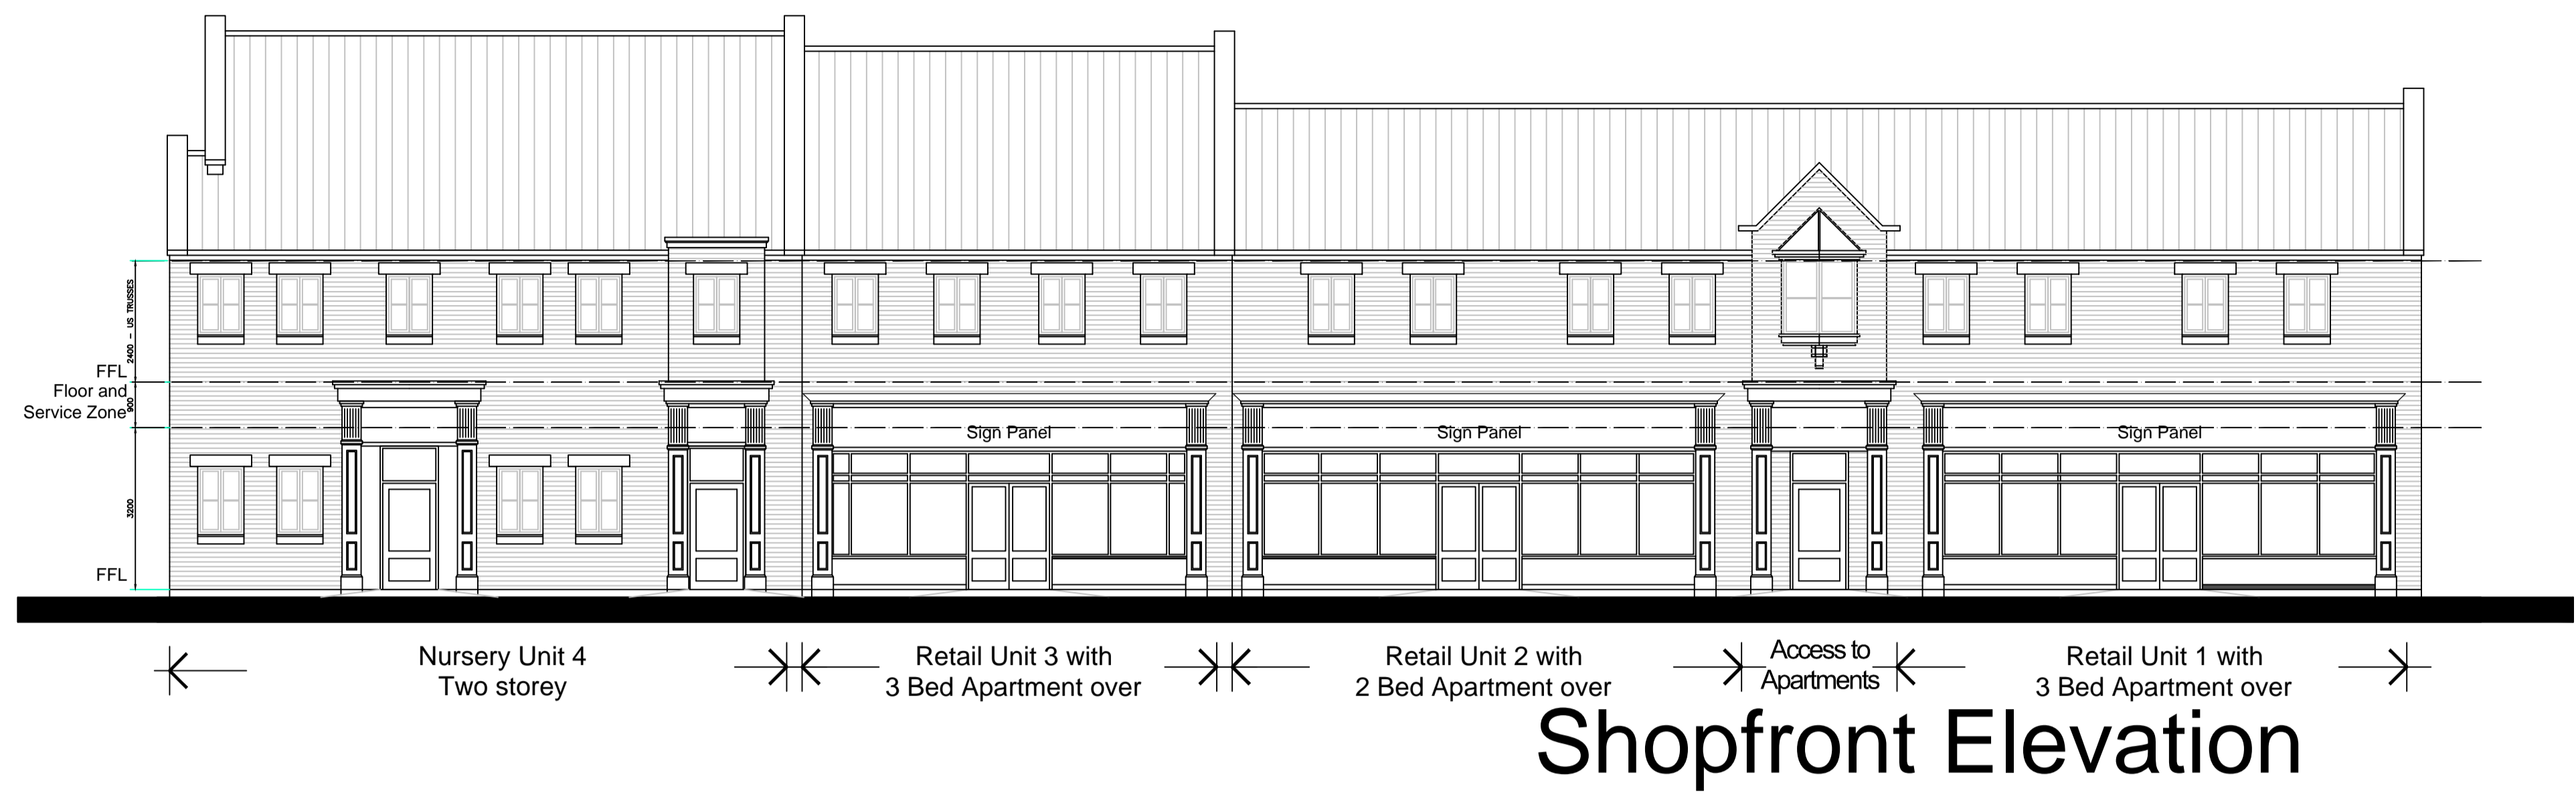 2400 - US TRUSSES
FFL
Floor and
Service Zone
900
3200
FFL
Sign Panel
Sign Panel
Sign Panel
Nursery Unit 4
Two storey
Retail Unit 3 with
3 Bed Apartment over
Retail Unit 2 with
2 Bed Apartment over
Access to
Apartments
Retail Unit 1 with
3 Bed Apartment over
Shopfront Elevation